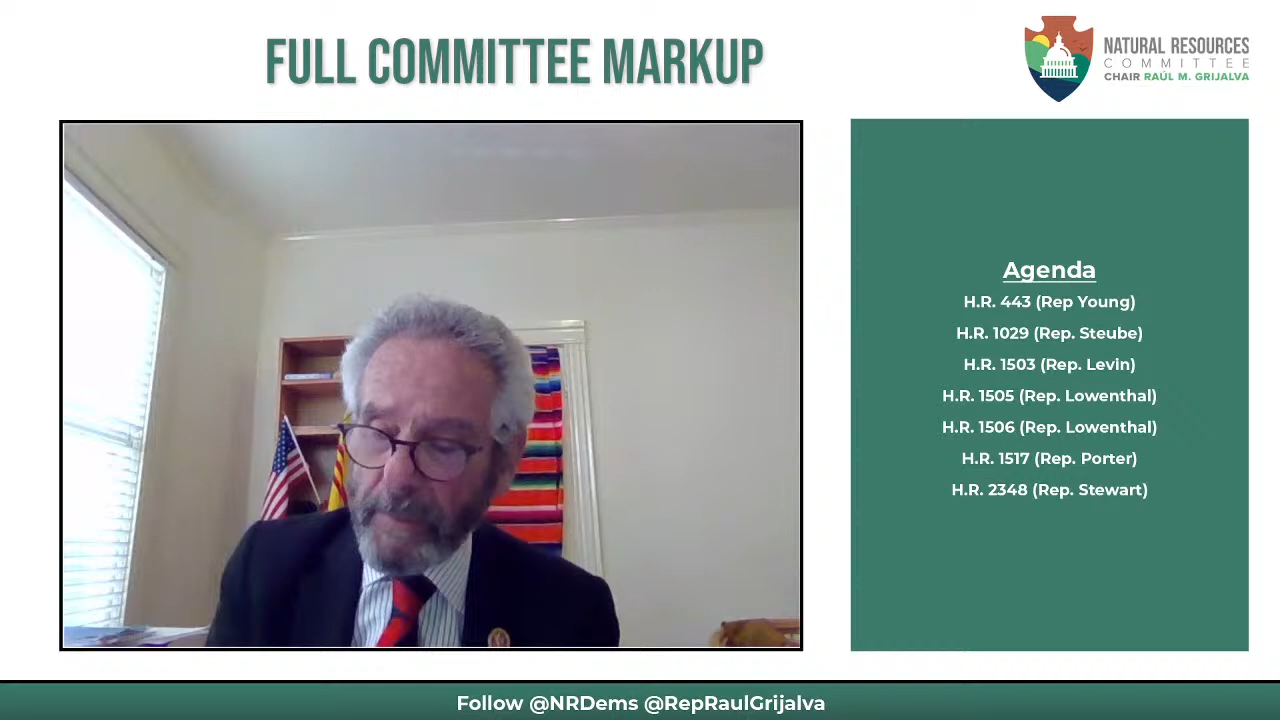 FULL COMMITTEE MARKUP
NATURAL RESOURCES
COMMITTEE
CHAIR RAÚL M. GRIJALVA
Agenda
H.R. 443 (Rep Young)
H.R. 1029 (Rep. Steube)
H.R. 1503 (Rep. Levin)
H.R. 1505 (Rep. Lowenthal)
H.R. 1506 (Rep. Lowenthal)
H.R. 1517 (Rep. Porter)
H.R. 2348 (Rep. Stewart)
Follow @NRDems @RepRaulGrijalva